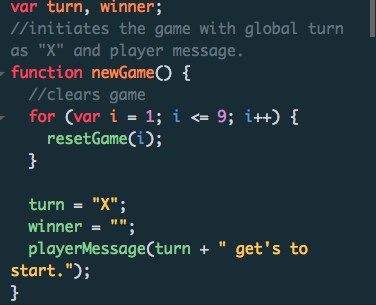 var turn, winner;
//initiates the game with global turn
as "X" and player message.
function newGame() {
//clears game
for (var i = 1; i <= 9; i++) {
resetGame(i);
}
turn = "X";
winner = "";
playerMessage(turn + " get's to
start.");
}